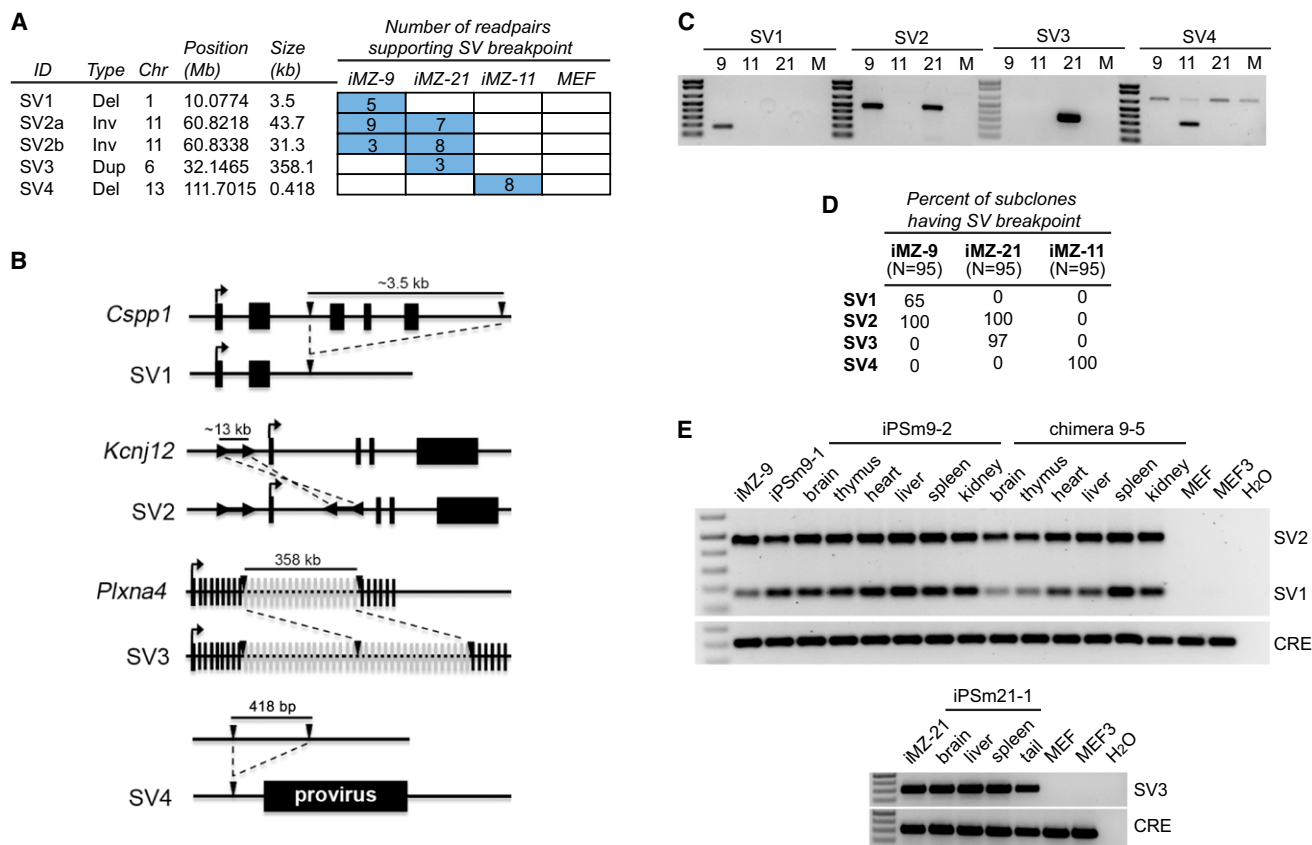 A
Number of readpairs
supporting SV breakpoint
ID Type Chr Position (Mb) Size (kb) iMZ-9 iMZ-21 iMZ-11 MEF
SV1 Del 1 10.0774 3.5 5
SV2a Inv 11 60.8218 43.7 9 7
SV2b Inv 11 60.8338 31.3 3 8
SV3 Dup 6 32.1465 358.1 3
SV4 Del 13 111.7015 0.418 8
B
~3.5 kb
Cspp1
SV1
~13 kb
Kcnj12
SV2
358 kb
Plxna4
SV3
418 bp
SV4
provirus
C
SV1 SV2 SV3 SV4
9 11 21 M 9 11 21 M 9 11 21 M 9 11 21 M
D
Percent of subclones
having SV breakpoint
iMZ-9 iMZ-21 iMZ-11
(N=95) (N=95) (N=95)
SV1 65 0 0
SV2 100 100 0
SV3 0 97 0
SV4 0 0 100
E
iPSm9-2 chimera 9-5
iMZ-9 iPSm9-1 brain thymus heart liver spleen kidney brain thymus heart liver spleen kidney MEF MEF3 H2O
SV2
SV1
CRE
iPSm21-1
iMZ-21 brain liver spleen tail MEF MEF3 H2O
SV3
CRE